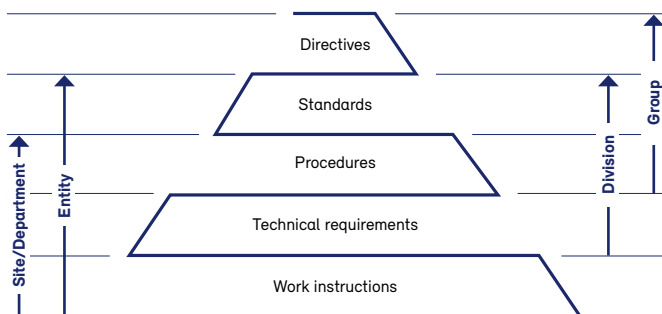 Directives
Standards
Procedures
Technical requirements
Work instructions
Site/Department
Entity
Division
Group